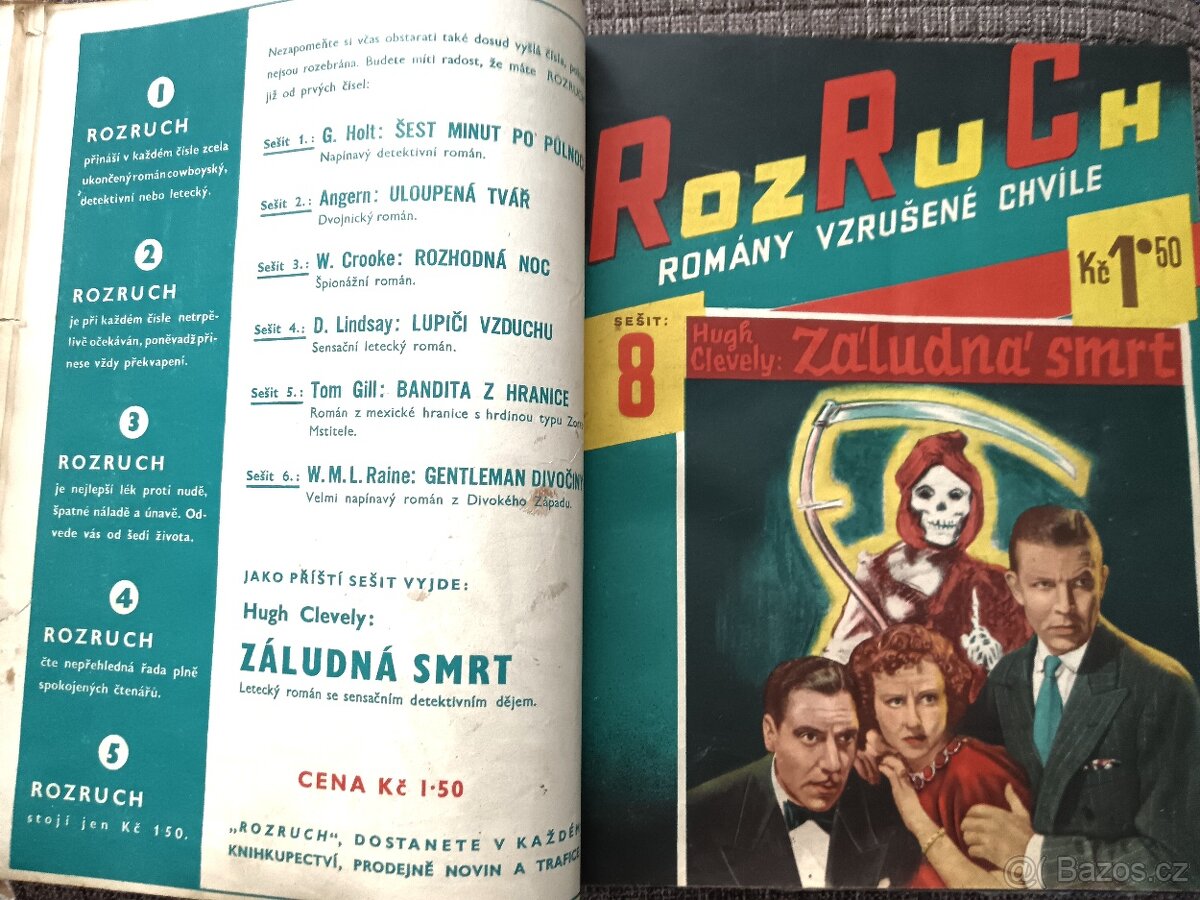 1
ROZRUCH
přináší v každém čísle zcela
ukončený román cowboyský,
detektivní nebo letecký.
2
ROZRUCH
je při každém čísle netrpě-
livě očekáván, poněvadž při-
nese vždy překvapení.
3
ROZRUCH
je nejlepší lék proti nudě,
špatné náladě a únavě. Od-
vede vás od šedi života.
4
ROZRUCH
čte nepřehledná řada plně
spokojených čtenářů.
5
ROZRUCH
stojí jen Kč 1 50.
Nezapomeňte si včas obstarati také dosud vyšlá čísla,
nejsou rozebrána. Budete míti radost, že máte ROZRUCH
již od prvých čísel:
Sešit 1.: G. Holt: ŠEST MINUT PO PŮLNOCI
Napínavý detektivní román.
Sešit 2.: Angern: ULOUPENÁ TVÁŘ
Dvojnický román.
Sešit 3.: W. Crooke: ROZHODNÁ NOC
Špionážní román.
Sešit 4.: D. Lindsay: LUPIČI VZDUCHU
Sensační letecký román.
Sešit 5.: Tom Gill: BANDITA Z HRANICE
Román z mexické hranice s hrdinou typu
Mstitele.
Sešit 6.: W. M. L. Raine: GENTLEMAN DIVOČINY
Velmi napínavý román z Divokého Západu.
JAKO PŘÍŠTÍ SEŠIT VYJDE:
Hugh Clevely:
ZÁLUDNÁ SMRT
Letecký román se sensačním detektivním dějem.
CENA Kč 1·50
„ROZRUCH“, DOSTANETE V KAŽDÉM
KNIHKUPECTVÍ, PRODEJNĚ NOVIN A TRAFICE
ROZRUCH
ROMÁNY VZRUŠENÉ CHVÍLE
Kč 1·50
SEŠIT:
8
Hugh
Clevely: Záludná smrt
@ Bazos.cz